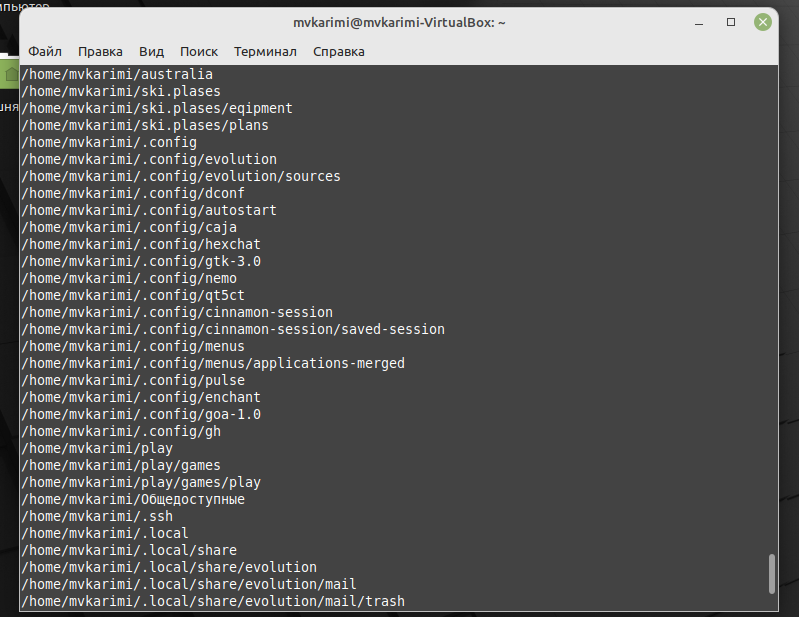 mvkarimi@mvkarimi-VirtualBox: ~
Файл Правка Вид Поиск Терминал Справка
/home/mvkarimi/australia
/home/mvkarimi/ski.plases
/home/mvkarimi/ski.plases/eqipment
/home/mvkarimi/ski.plases/plans
/home/mvkarimi/.config
/home/mvkarimi/.config/evolution
/home/mvkarimi/.config/evolution/sources
/home/mvkarimi/.config/dconf
/home/mvkarimi/.config/autostart
/home/mvkarimi/.config/caja
/home/mvkarimi/.config/hexchat
/home/mvkarimi/.config/gtk-3.0
/home/mvkarimi/.config/nemo
/home/mvkarimi/.config/qt5ct
/home/mvkarimi/.config/cinnamon-session
/home/mvkarimi/.config/cinnamon-session/saved-session
/home/mvkarimi/.config/menus
/home/mvkarimi/.config/menus/applications-merged
/home/mvkarimi/.config/pulse
/home/mvkarimi/.config/enchant
/home/mvkarimi/.config/goa-1.0
/home/mvkarimi/.config/gh
/home/mvkarimi/play
/home/mvkarimi/play/games
/home/mvkarimi/play/games/play
/home/mvkarimi/Общедоступные
/home/mvkarimi/.ssh
/home/mvkarimi/.local
/home/mvkarimi/.local/share
/home/mvkarimi/.local/share/evolution
/home/mvkarimi/.local/share/evolution/mail
/home/mvkarimi/.local/share/evolution/mail/trash